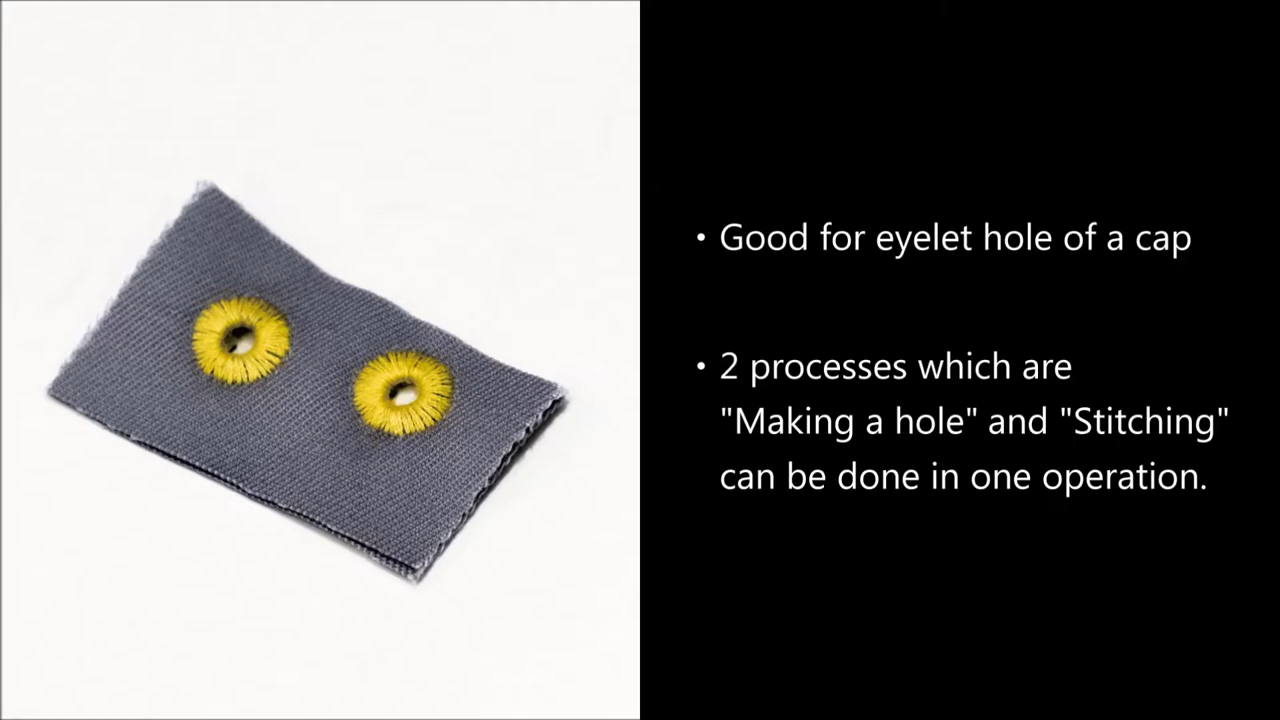 • Good for eyelet hole of a cap
• 2 processes which are
"Making a hole" and "Stitching"
can be done in one operation.